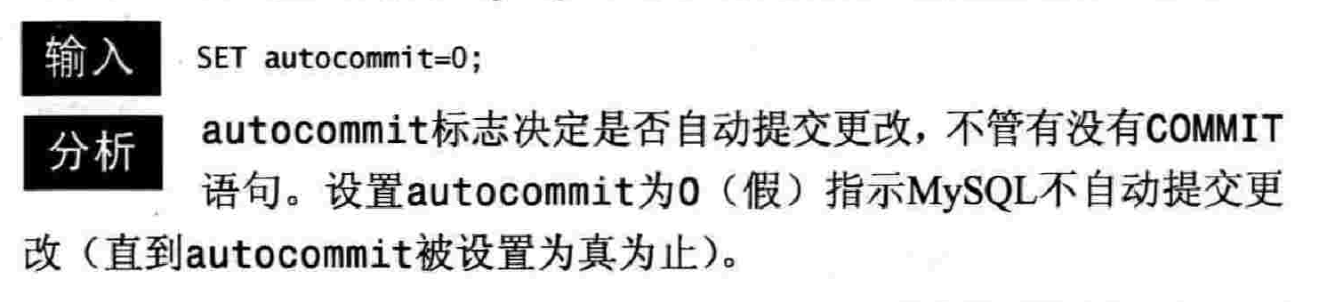 输入 SET autocommit=0;
分析 autocommit标志决定是否自动提交更改，不管有没有COMMIT
语句。设置autocommit为0（假）指示MySQL不自动提交更
改（直到autocommit被设置为真为止）。